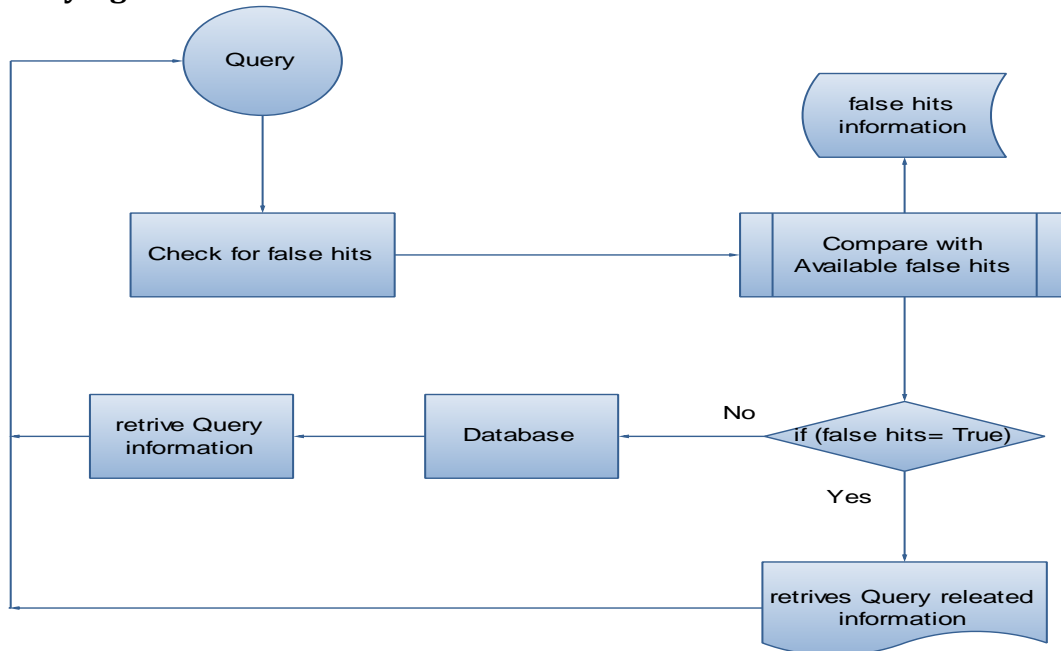 Query
false hits
information
Check for false hits
Compare with
Available false hits
No
if (false hits= True)
Database
retrive Query
information
Yes
retrives Query releated
information